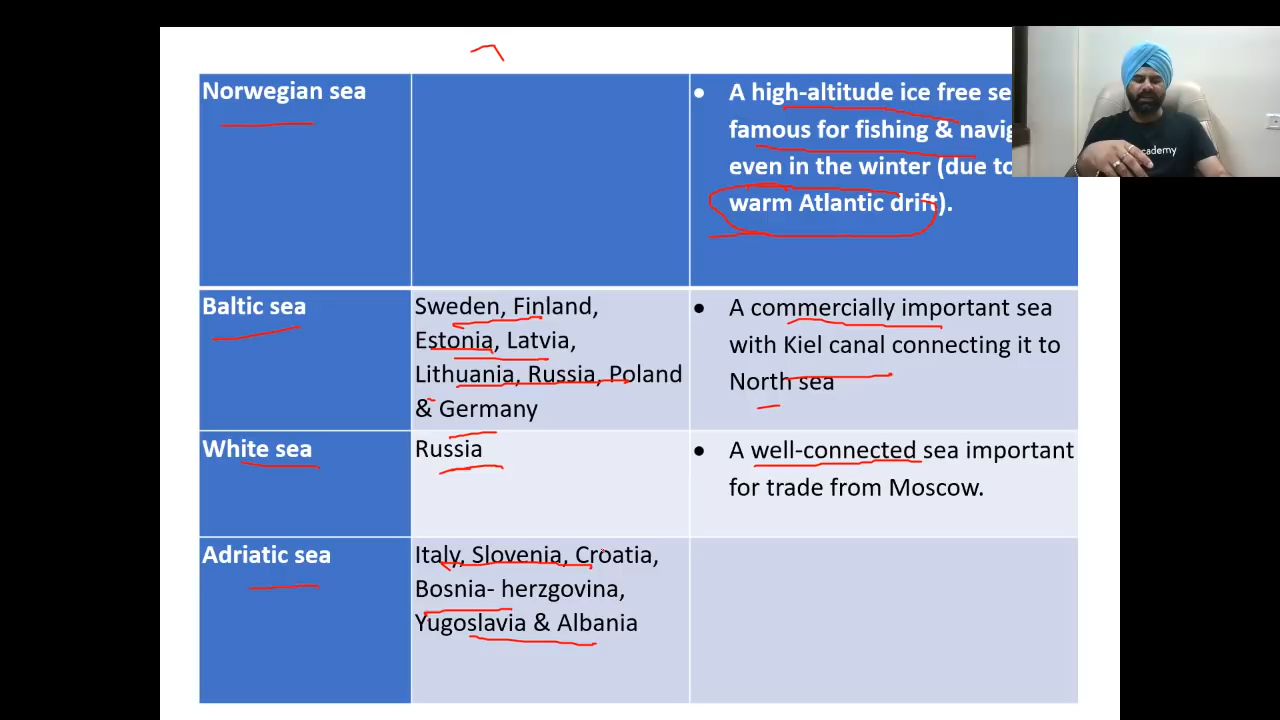 Norwegian sea
A high-altitude ice free
famous for fishing &
even in the winter (due to
warm Atlantic drift).
Baltic sea
Sweden, Finland,
Estonia, Latvia,
Lithuania, Russia, Poland
& Germany
A commercially important sea
with Kiel canal connecting it to
North sea
White sea
Russia
A well-connected sea important
for trade from Moscow.
Adriatic sea
Italy, Slovenia, Croatia,
Bosnia- herzgovina,
Yugoslavia & Albania